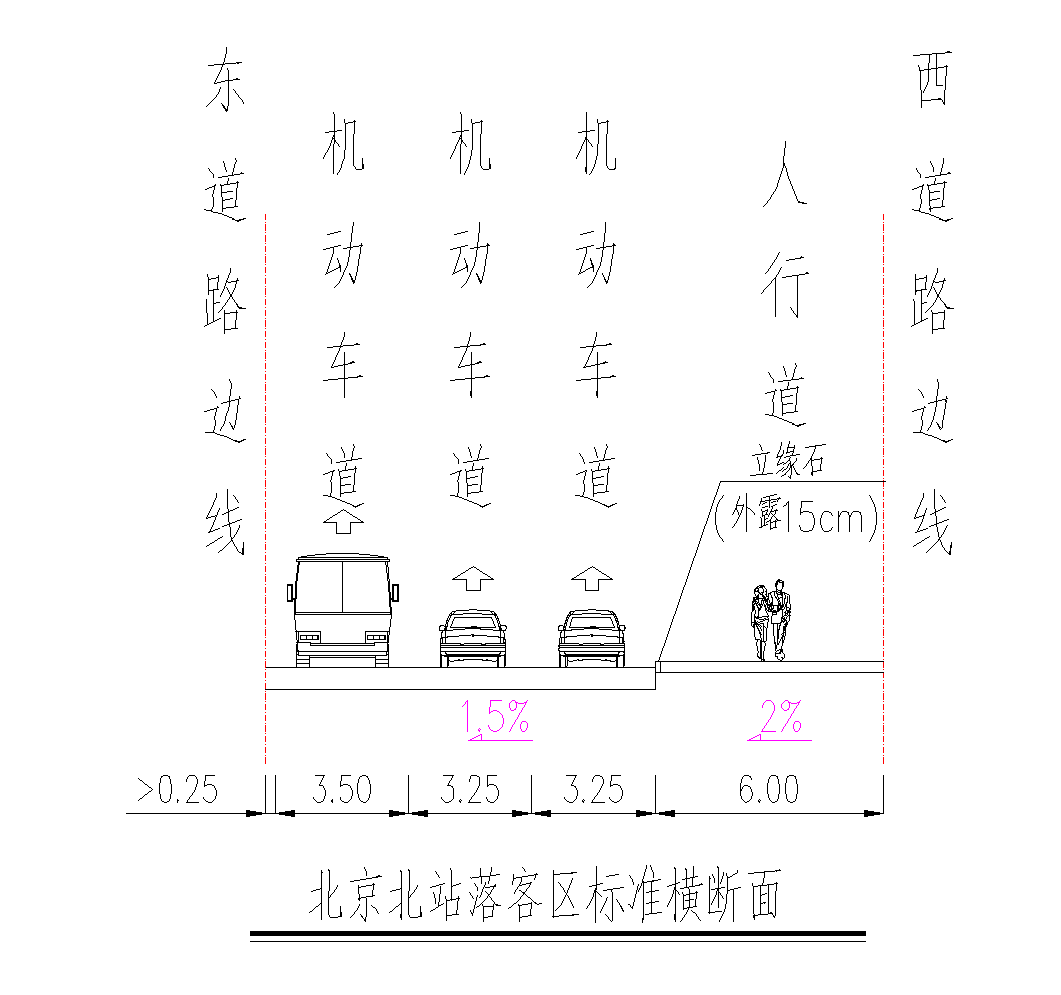 东道路边线
机动车道
机动车道
机动车道
人行道
西道路边线
立缘石
(外露15cm)
1.5%
2%
>0.25
3.50
3.25
3.25
6.00
北京北站落客区标准横断面